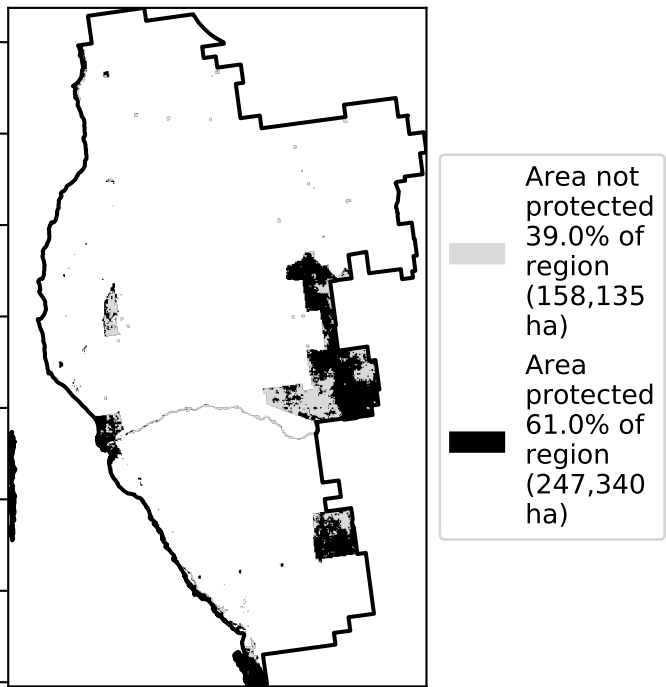 Area not
protected
39.0% of
region
(158,135
ha)
Area
protected
61.0% of
region
(247,340
ha)